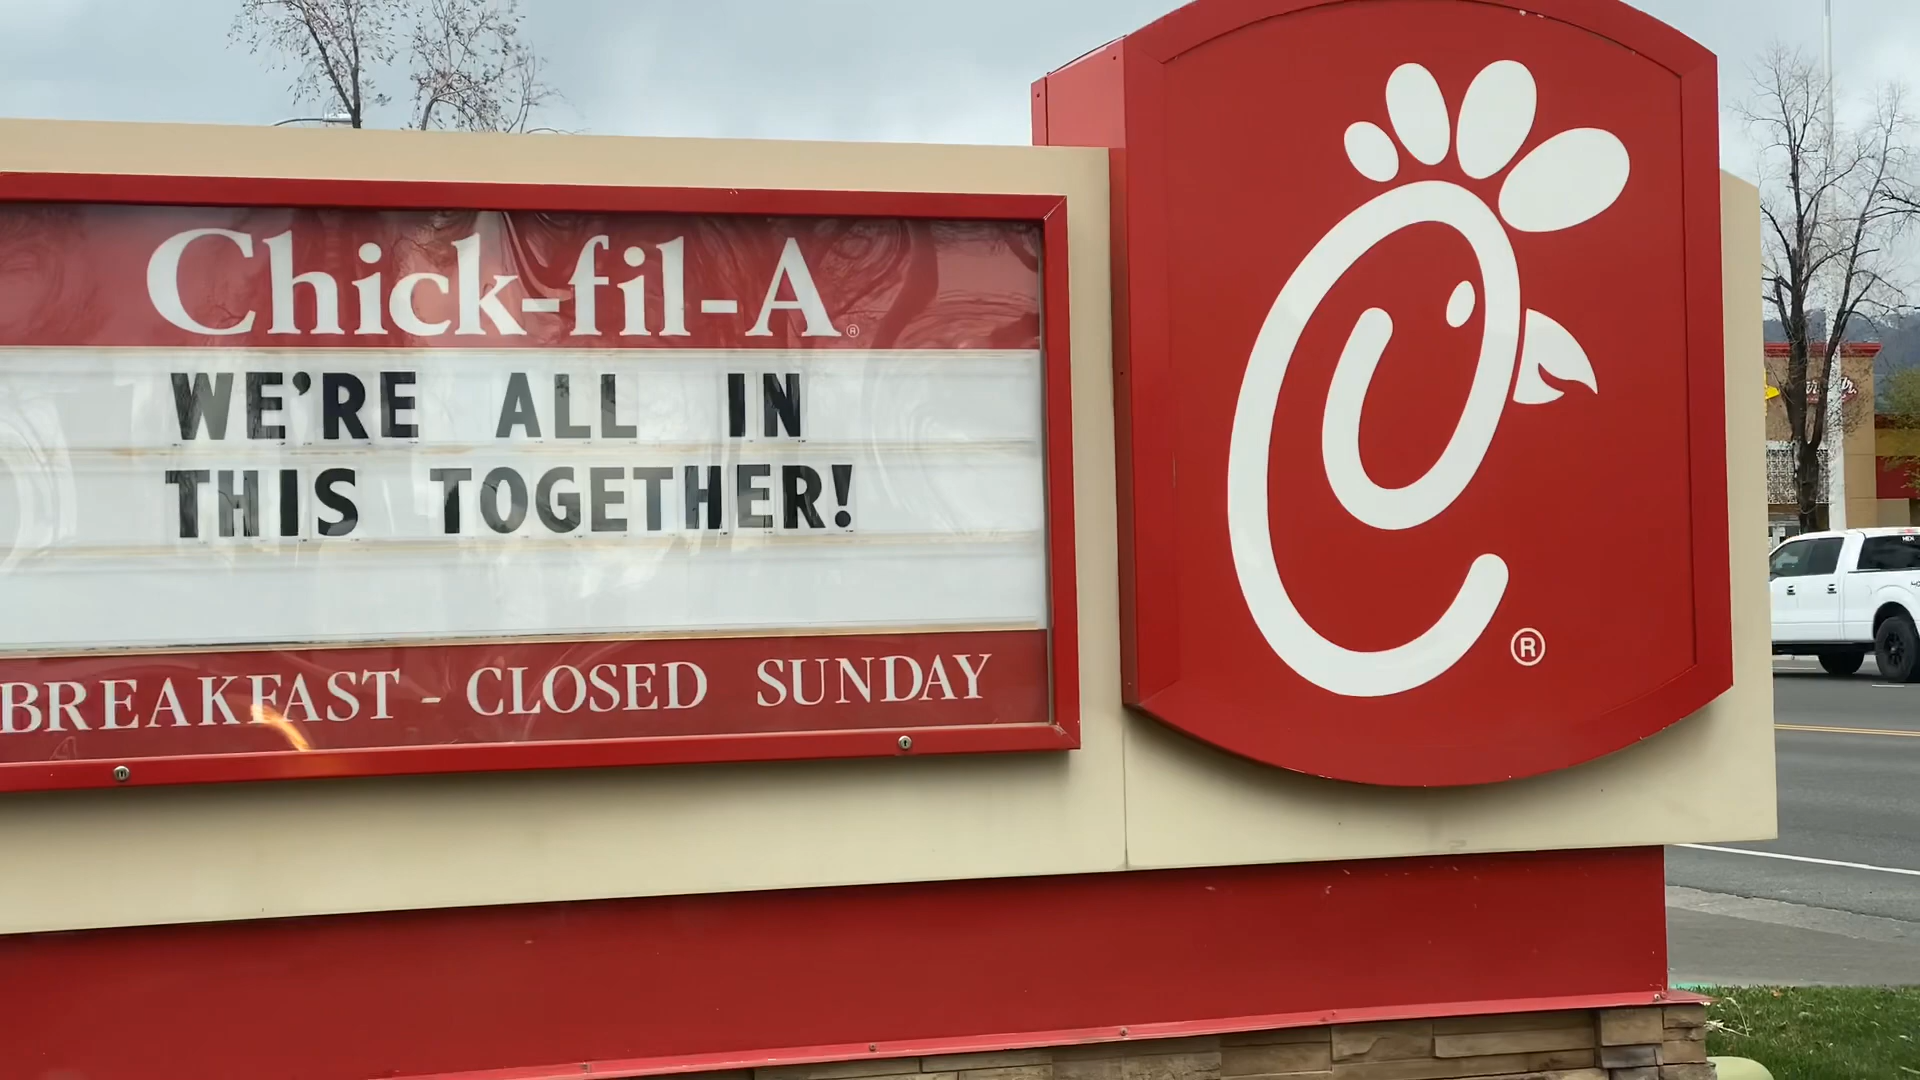 Chick-fil-A®
WE'RE ALL IN
THIS TOGETHER!
BREAKFAST - CLOSED SUNDAY
®